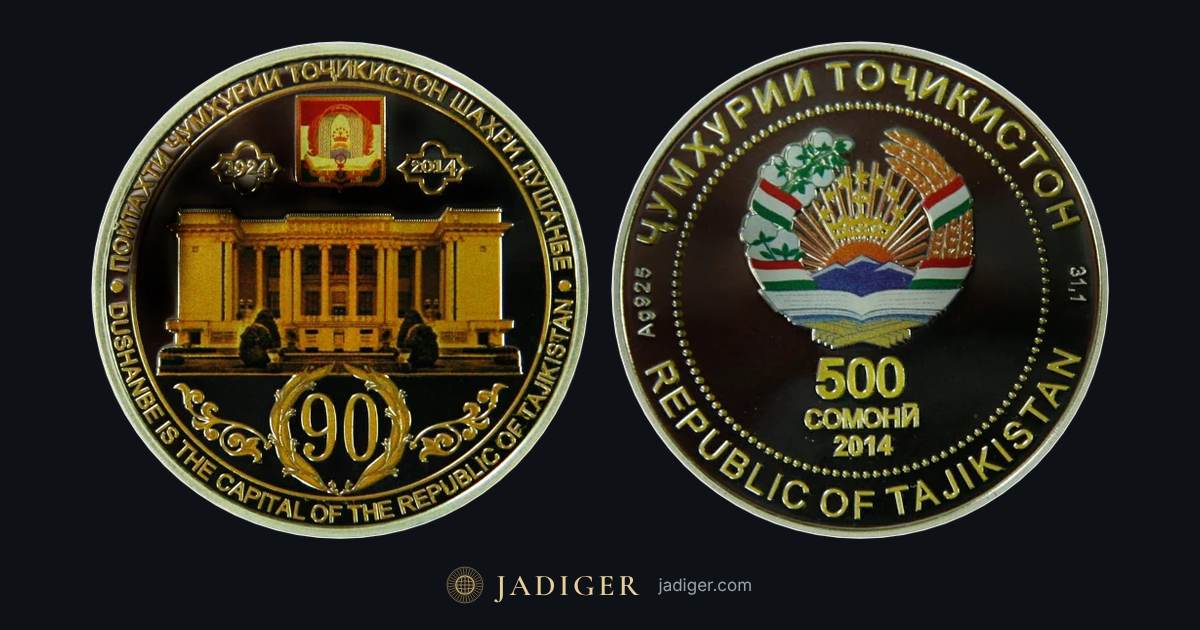 ПОЙТАХТИ ҶУМҲУРИИ ТОҶИКИСТОН ШАҲРИ ДУШАНБЕ
1924
2014
90
DUSHANBE IS THE CAPITAL OF THE REPUBLIC OF TAJIKISTAN
ҶУМҲУРИИ ТОҶИКИСТОН
Ag925
31,1
500
СОМОНӢ
2014
REPUBLIC OF TAJIKISTAN
JADIGER
jadiger.com